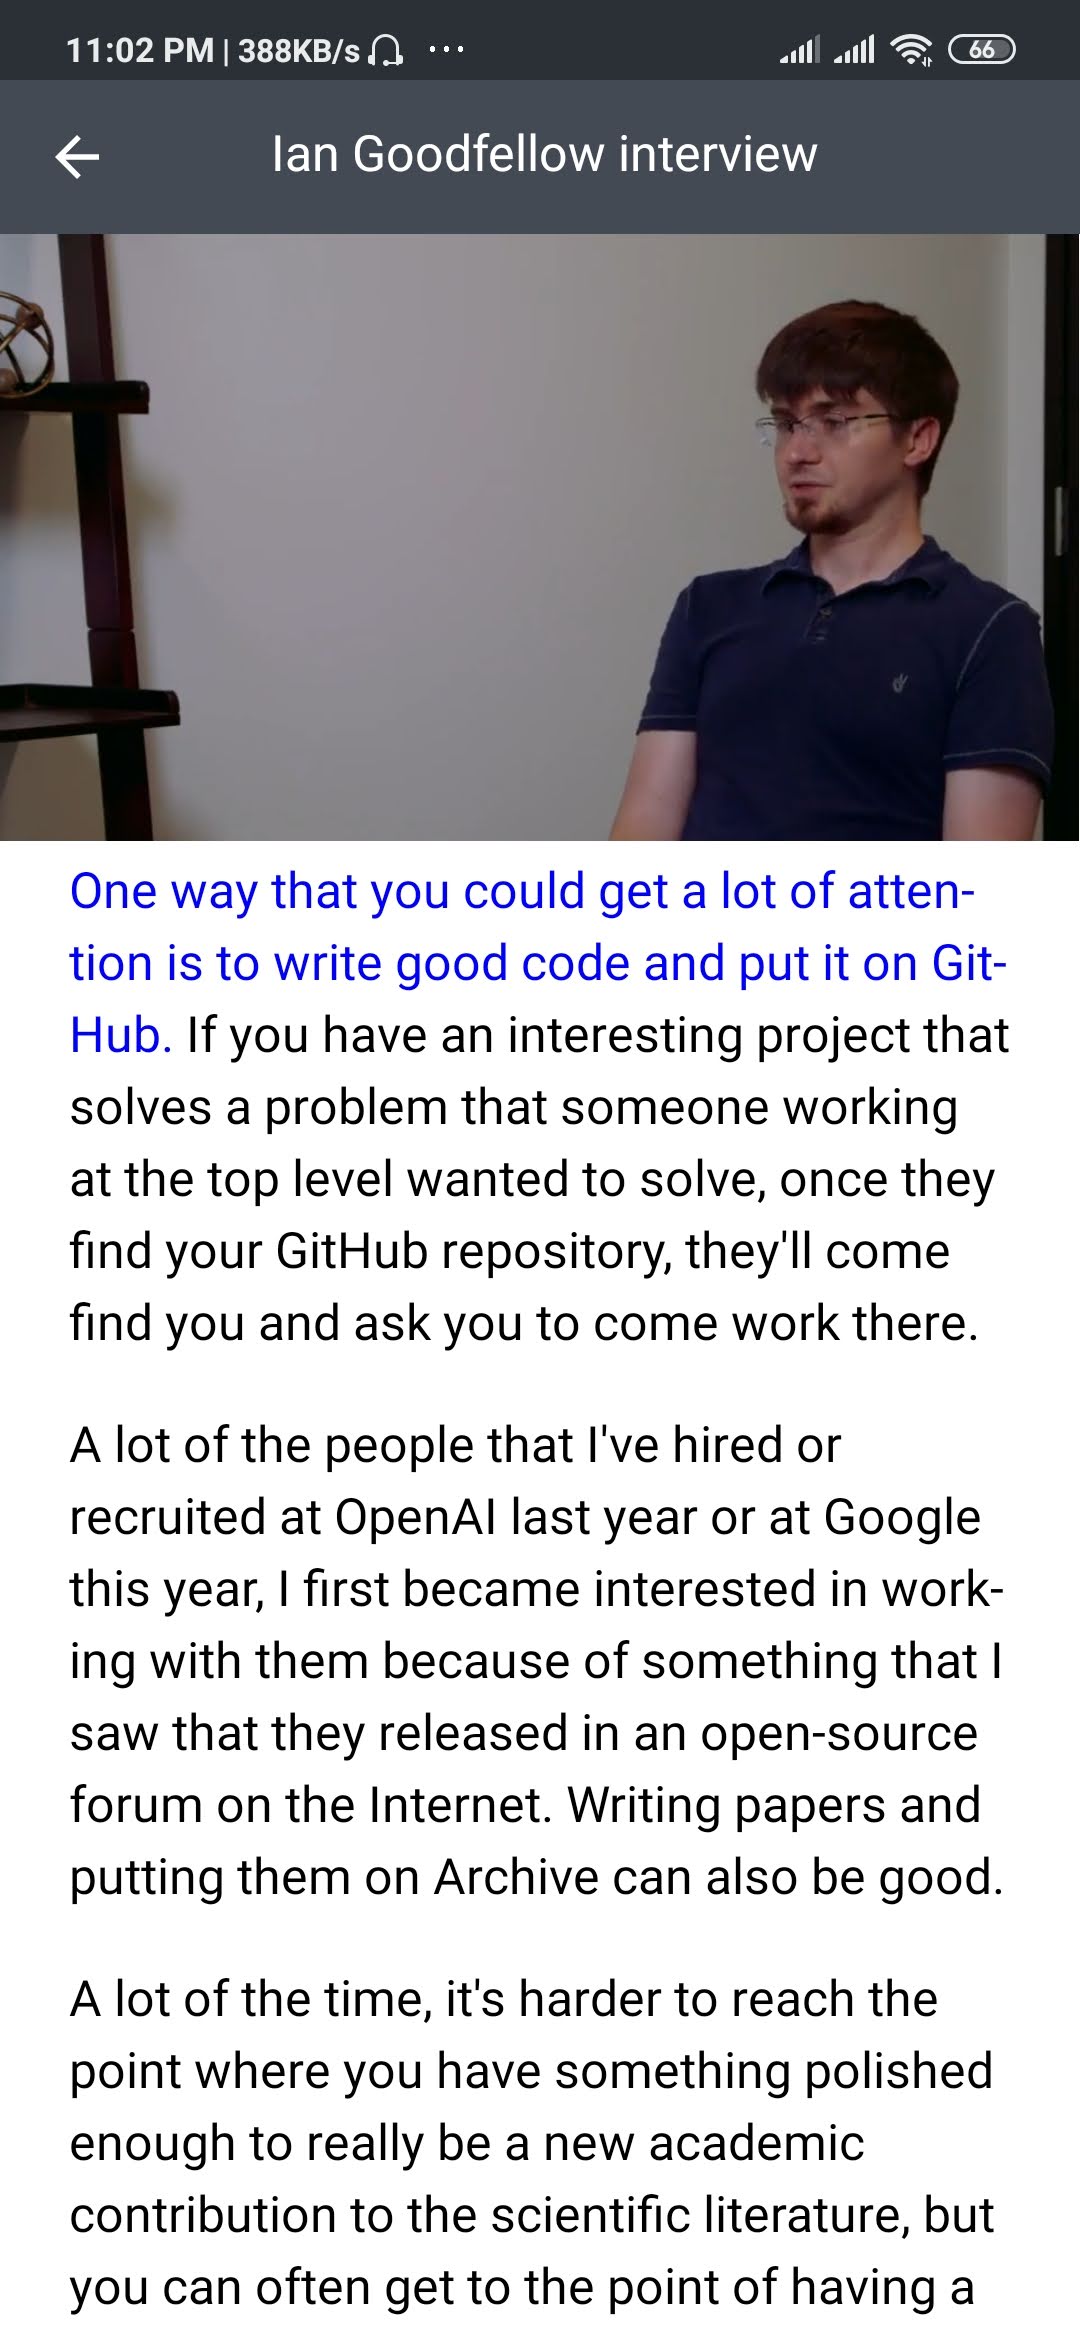 11:02 PM | 388KB/s ...
66
Ian Goodfellow interview
One way that you could get a lot of atten-
tion is to write good code and put it on Git-
Hub. If you have an interesting project that
solves a problem that someone working
at the top level wanted to solve, once they
find your GitHub repository, they'll come
find you and ask you to come work there.
A lot of the people that I've hired or
recruited at OpenAI last year or at Google
this year, I first became interested in work-
ing with them because of something that I
saw that they released in an open-source
forum on the Internet. Writing papers and
putting them on Archive can also be good.
A lot of the time, it's harder to reach the
point where you have something polished
enough to really be a new academic
contribution to the scientific literature, but
you can often get to the point of having a